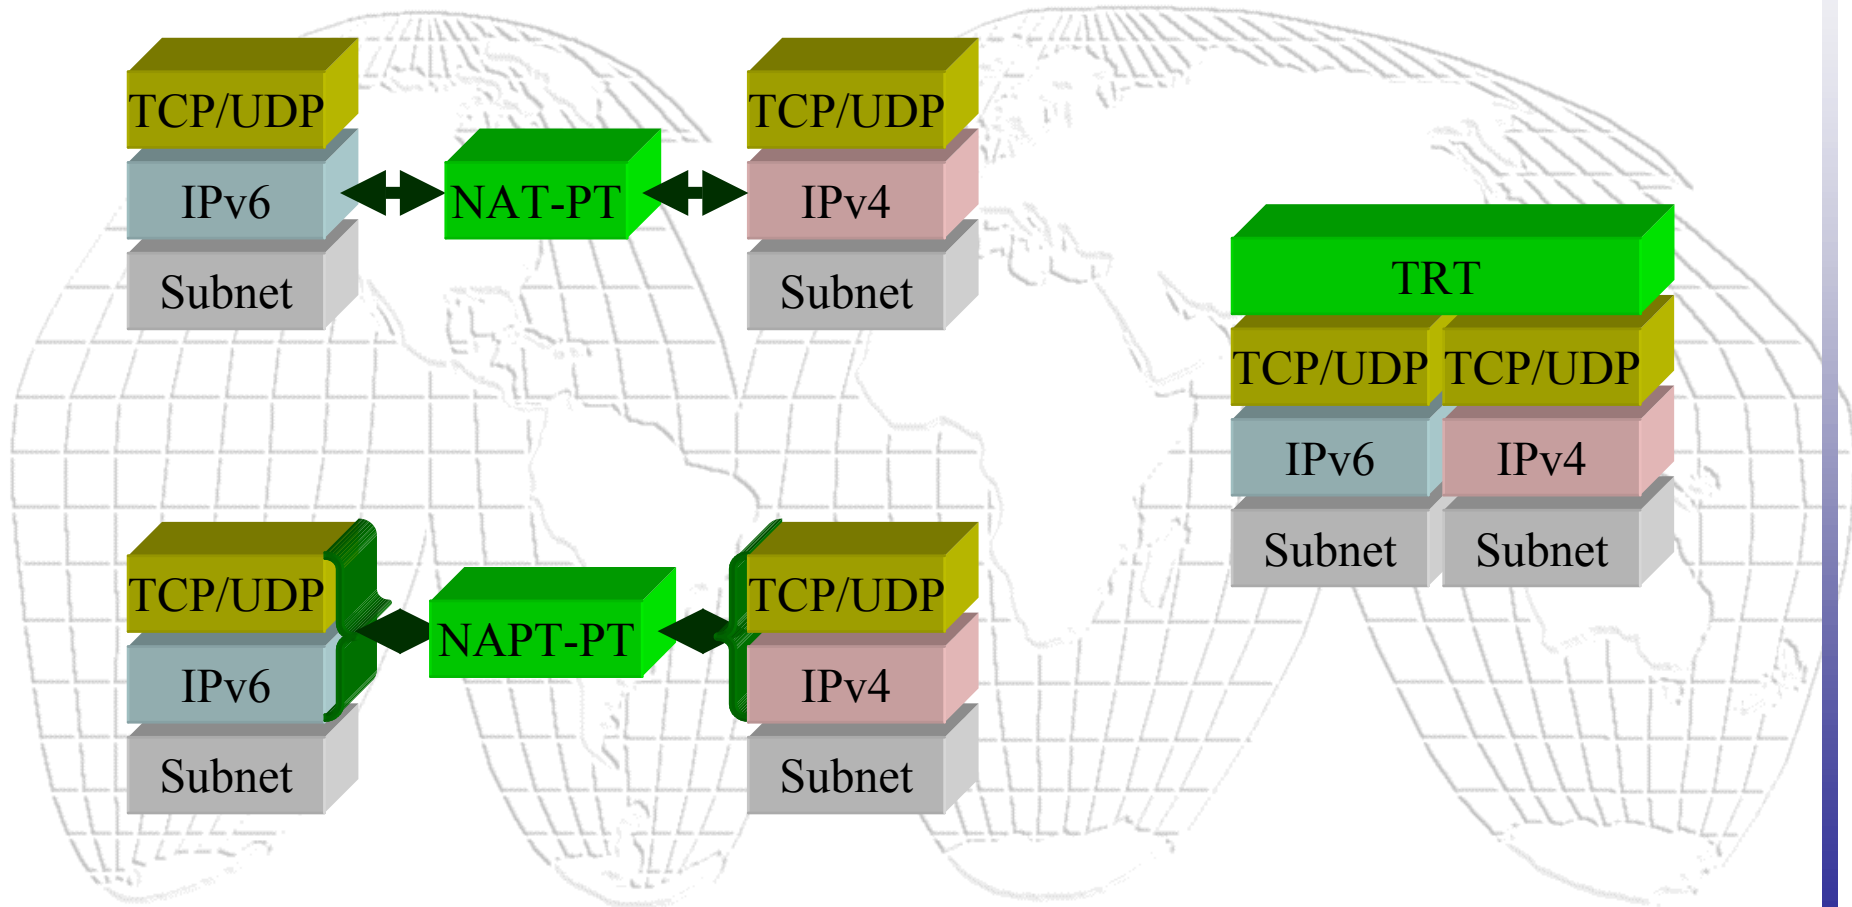 TCP/UDP
IPv6
Subnet
NAT-PT
TCP/UDP
IPv4
Subnet
TRT
TCP/UDP TCP/UDP
IPv6 IPv4
Subnet Subnet
TCP/UDP
IPv6
Subnet
NAPT-PT
TCP/UDP
IPv4
Subnet